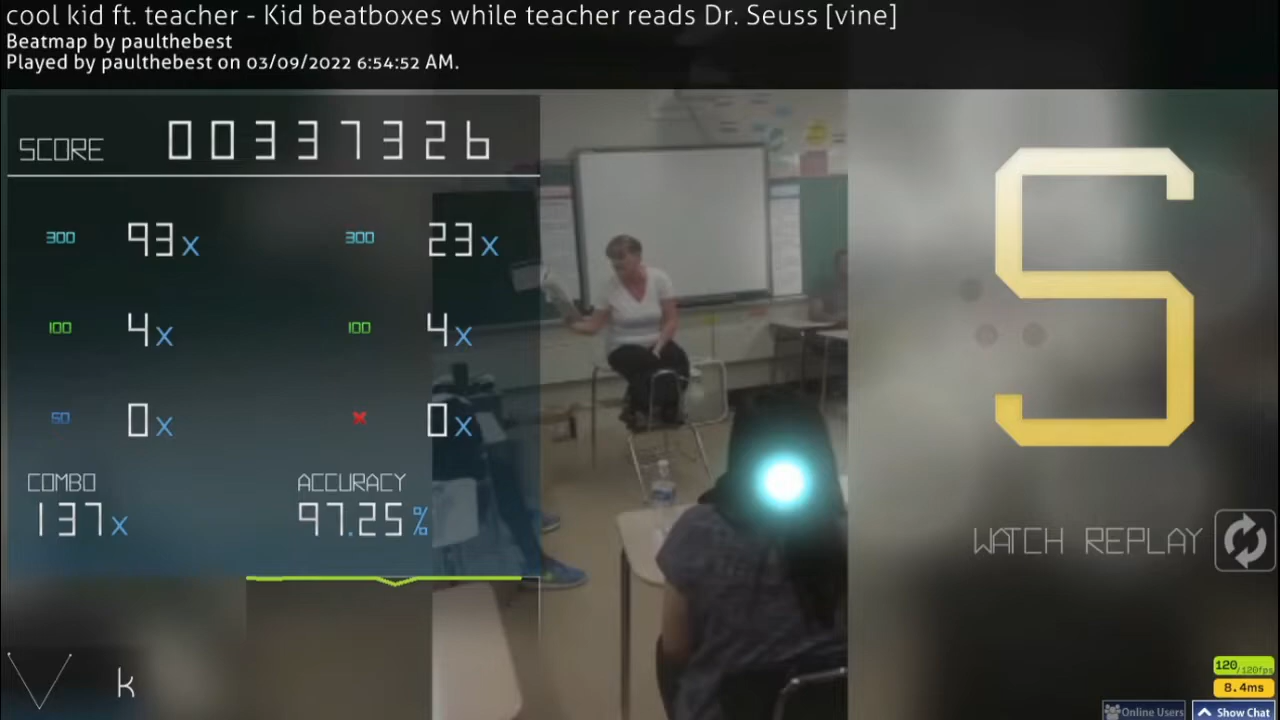 cool kid ft. teacher - Kid beatboxes while teacher reads Dr. Seuss [vine]
Beatmap by paulthebest
Played by paulthebest on 03/09/2022 6:54:52 AM.
SCORE 00337326
300 93x 300 23x
100 4x 100 4x
50 0x 0x
COMBO ACCURACY
137x 97.25%
S
WATCH REPLAY
k
120/120fps
8.4ms
Online Users Show Chat